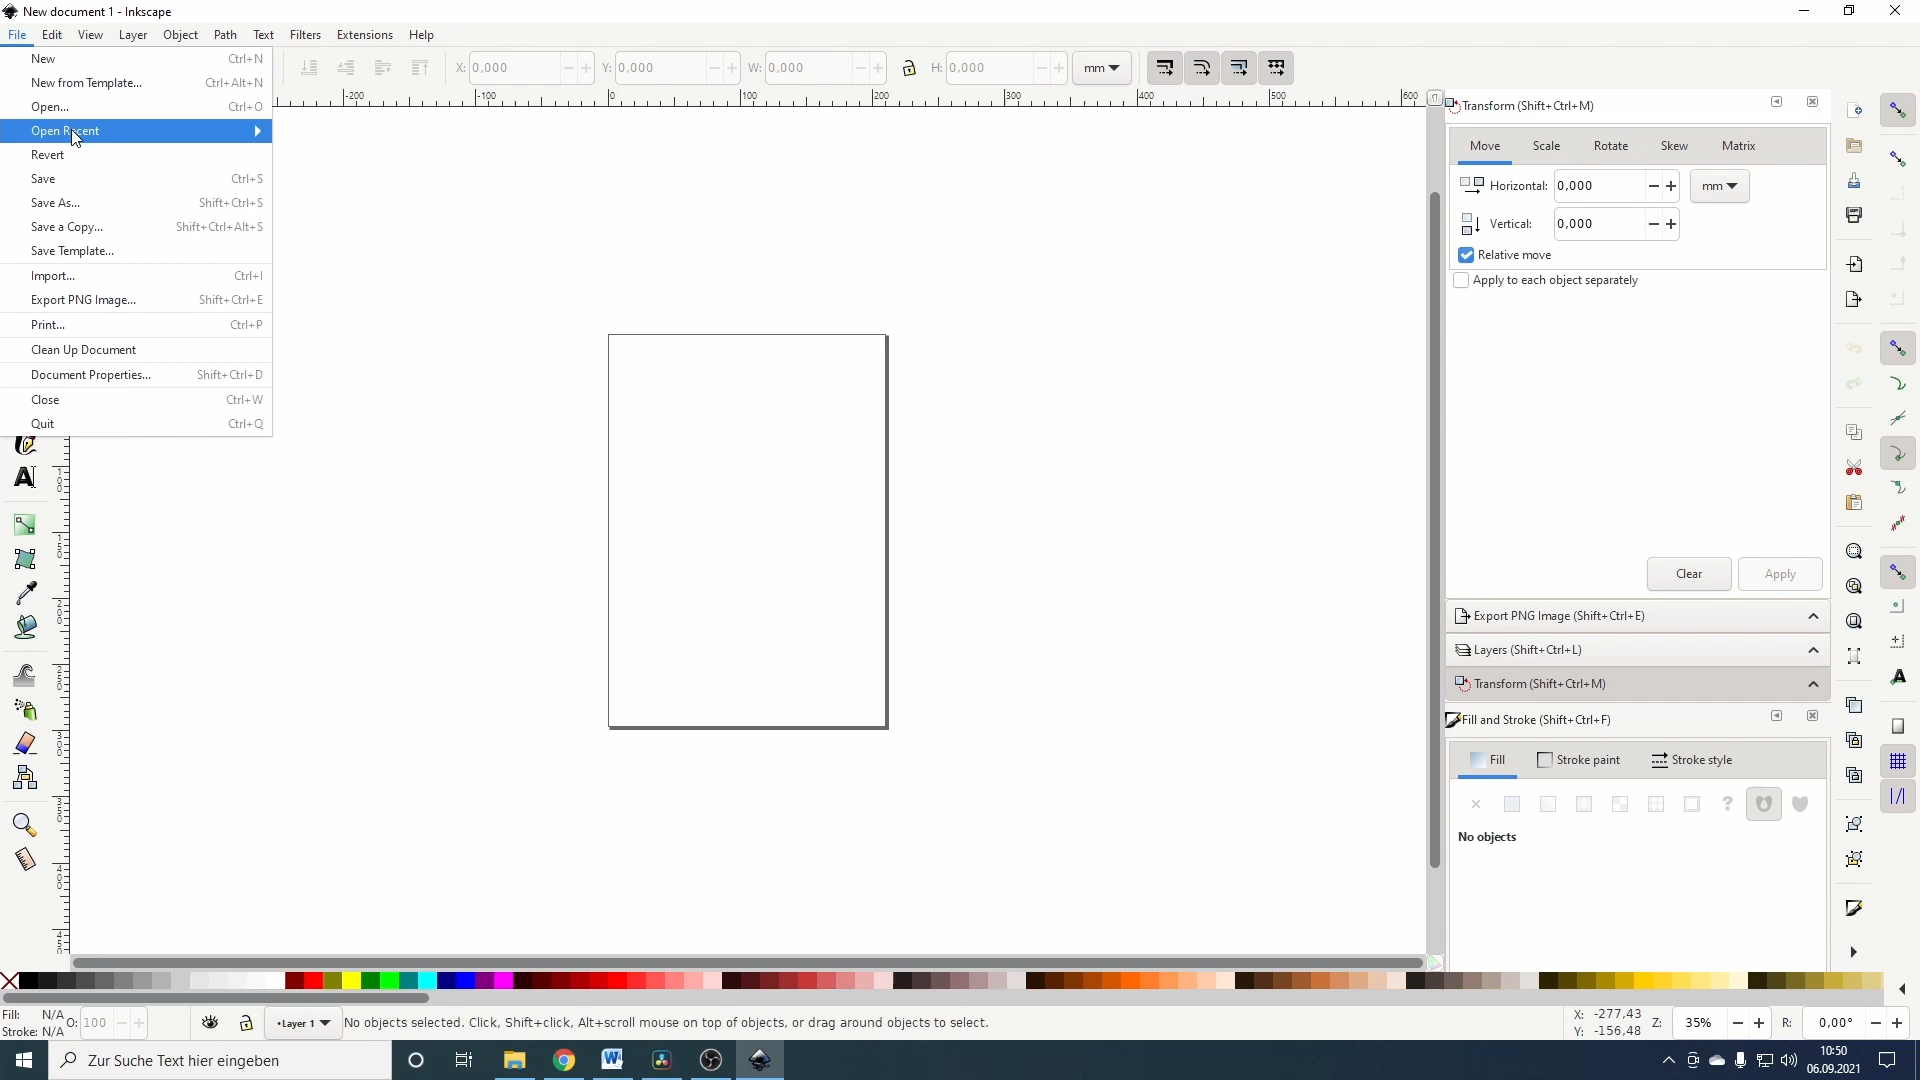 New document 1 - Inkscape
File Edit View Layer Object Path Text Filters Extensions Help
New Ctrl+N
New from Template... Ctrl+Alt+N
Open... Ctrl+O
Open Recent
Revert
Save Ctrl+S
Save As... Shift+Ctrl+S
Save a Copy... Shift+Ctrl+Alt+S
Save Template...
Import... Ctrl+I
Export PNG Image... Shift+Ctrl+E
Print... Ctrl+P
Clean Up Document
Document Properties... Shift+Ctrl+D
Close Ctrl+W
Quit Ctrl+Q
X: 0,000 Y: 0,000 W: 0,000 H: 0,000 mm
-200 -100 0 100 200 300 400 500 600
100
150
200
250
300
350
400
450
Transform (Shift+Ctrl+M)
Move Scale Rotate Skew Matrix
Horizontal: 0,000 mm
Vertical: 0,000
Relative move
Apply to each object separately
Clear Apply
Export PNG Image (Shift+Ctrl+E)
Layers (Shift+Ctrl+L)
Transform (Shift+Ctrl+M)
Fill and Stroke (Shift+Ctrl+F)
Fill Stroke paint Stroke style
No objects
Fill: N/A
Stroke: N/A
O: 100
•Layer 1
No objects selected. Click, Shift+click, Alt+scroll mouse on top of objects, or drag around objects to select.
X: -277,43
Y: -156,48
Z: 35% R: 0,00°
Zur Suche Text hier eingeben
10:50
06.09.2021